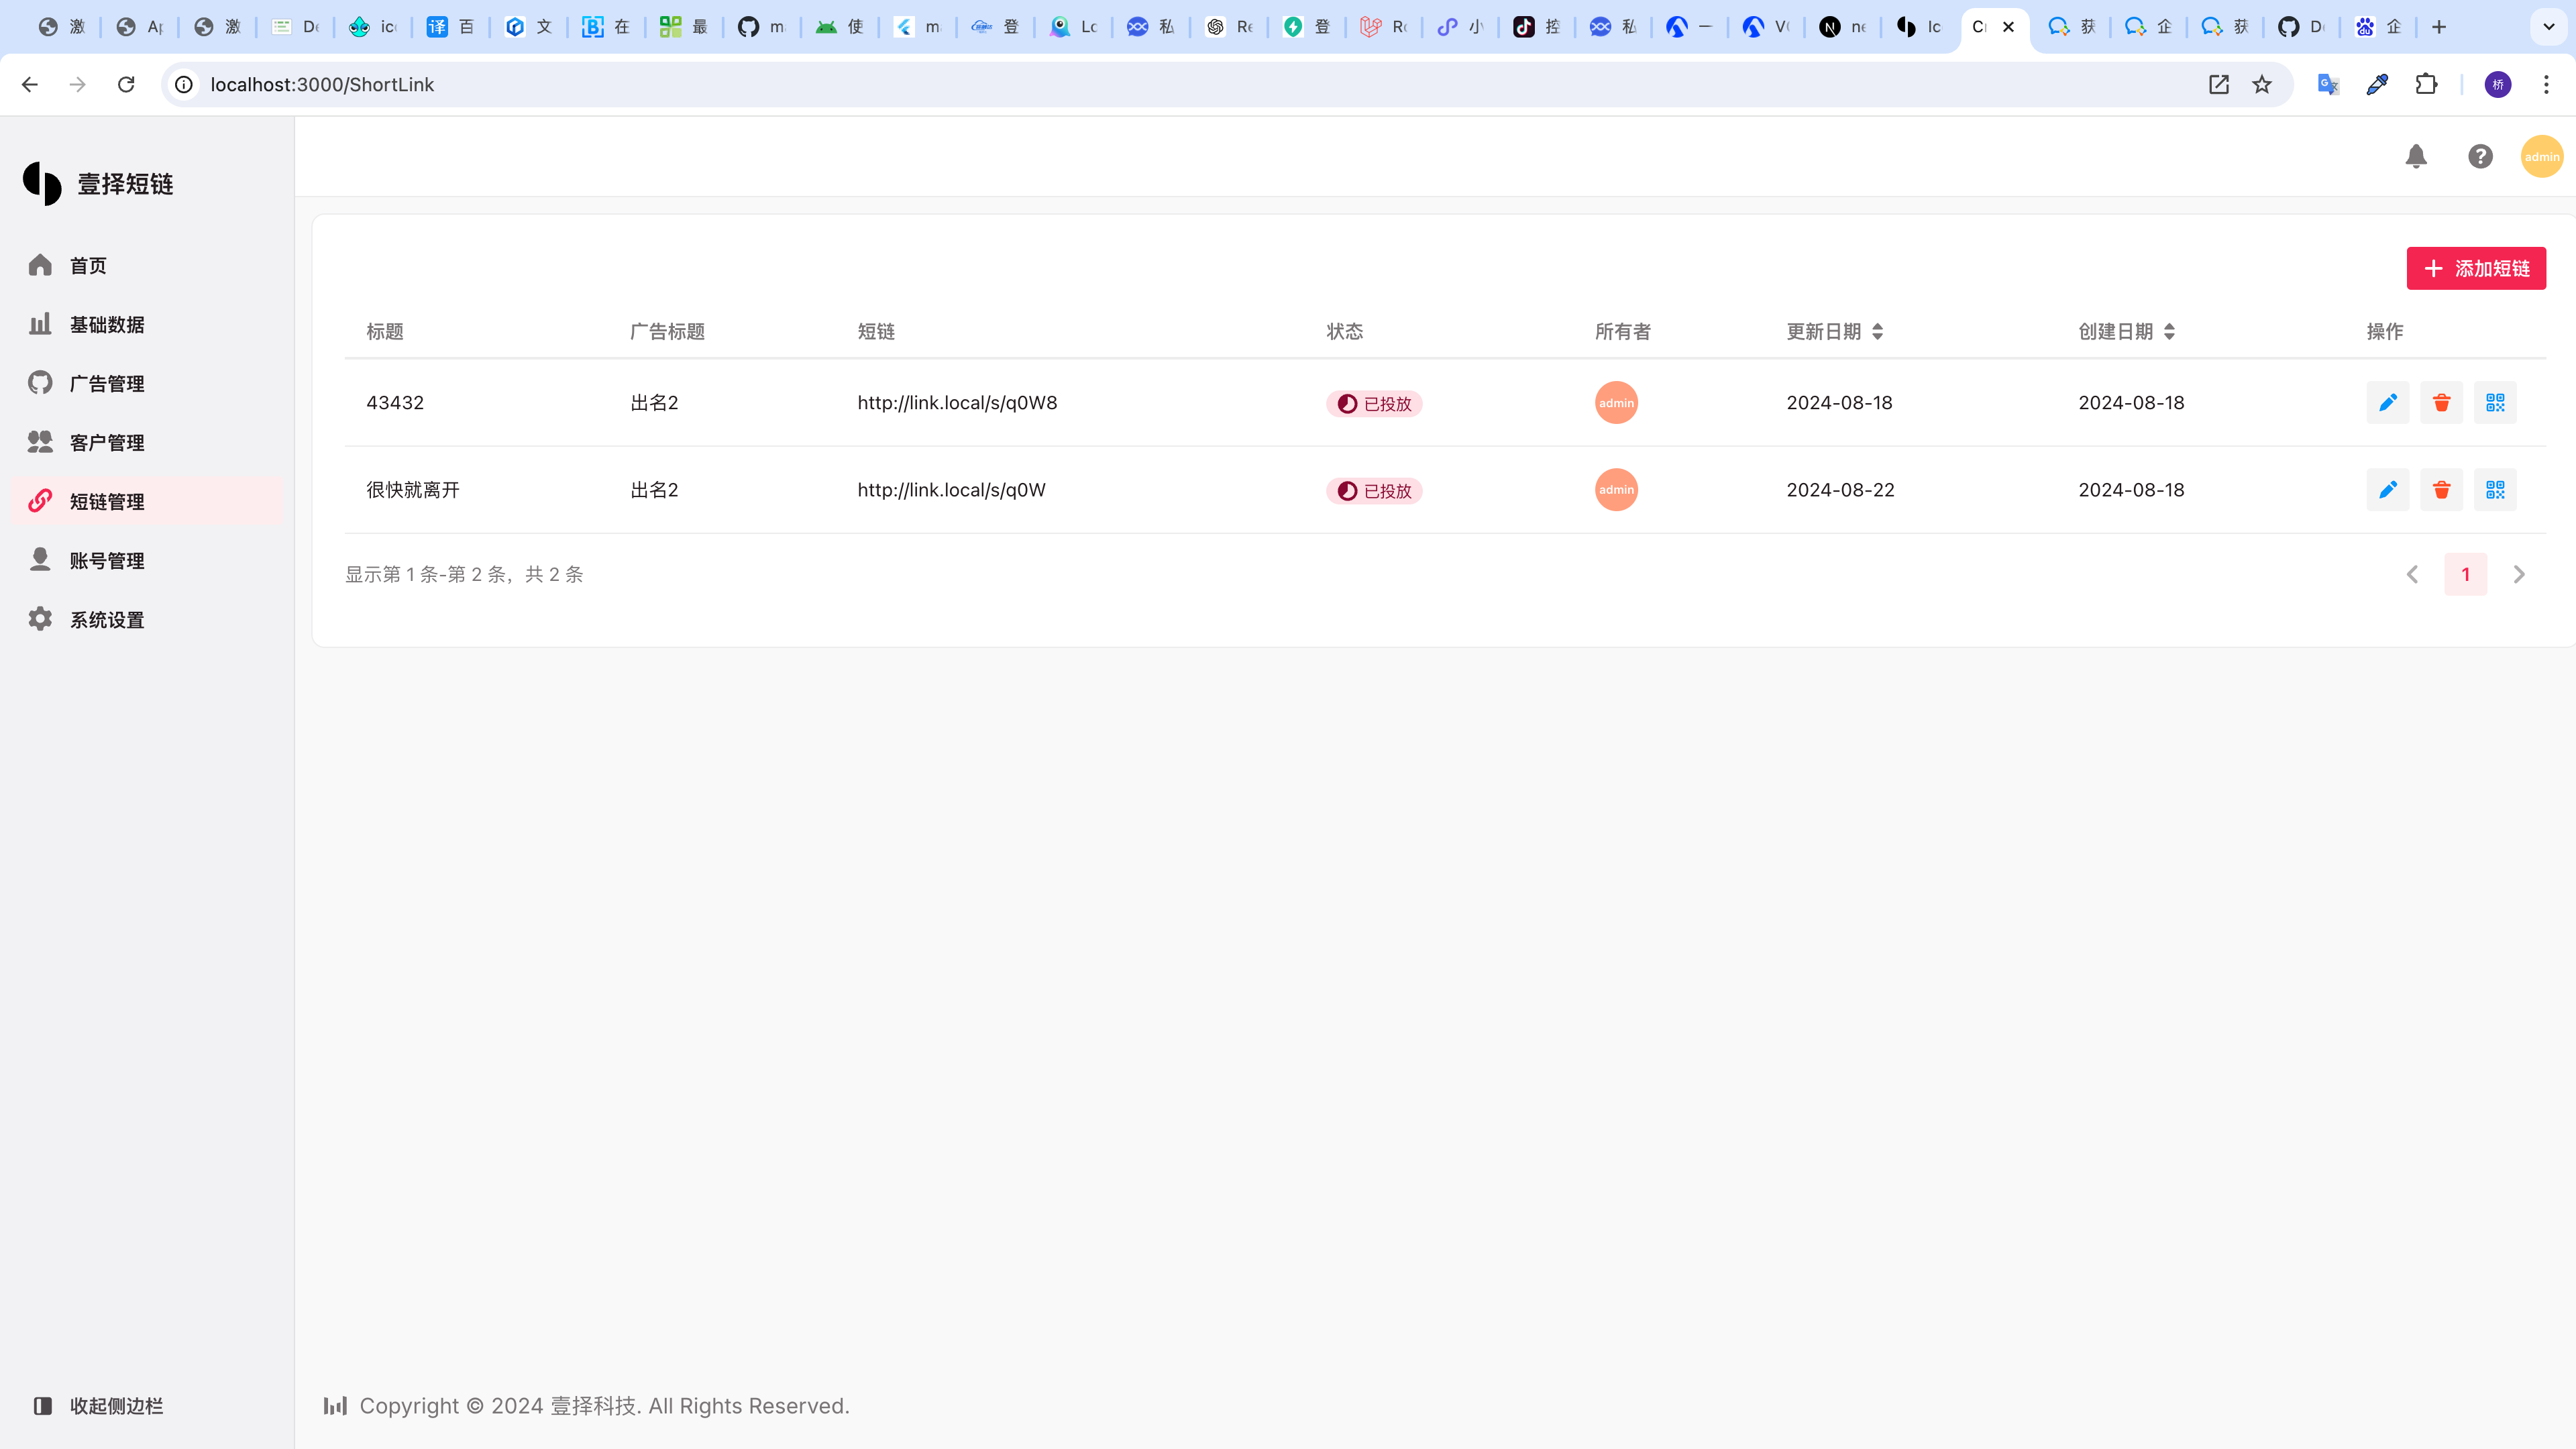 激
Ap
激
De
ico
译 百
文
在
最
m
使
m
登
Lo
私
Re
登
Ro
小
控
私
一
V
ne
Ic
获
企
获
D
企
localhost:3000/ShortLink
桥
壹择短链
admin
首页
基础数据
广告管理
客户管理
短链管理
账号管理
系统设置
添加短链
标题 广告标题 短链 状态 所有者 更新日期 创建日期 操作
43432 出名2 http://link.local/s/q0W8 已投放 admin 2024-08-18 2024-08-18
很快就离开 出名2 http://link.local/s/q0W 已投放 admin 2024-08-22 2024-08-18
显示第 1 条-第 2 条，共 2 条
1
收起侧边栏
Copyright © 2024 壹择科技. All Rights Reserved.